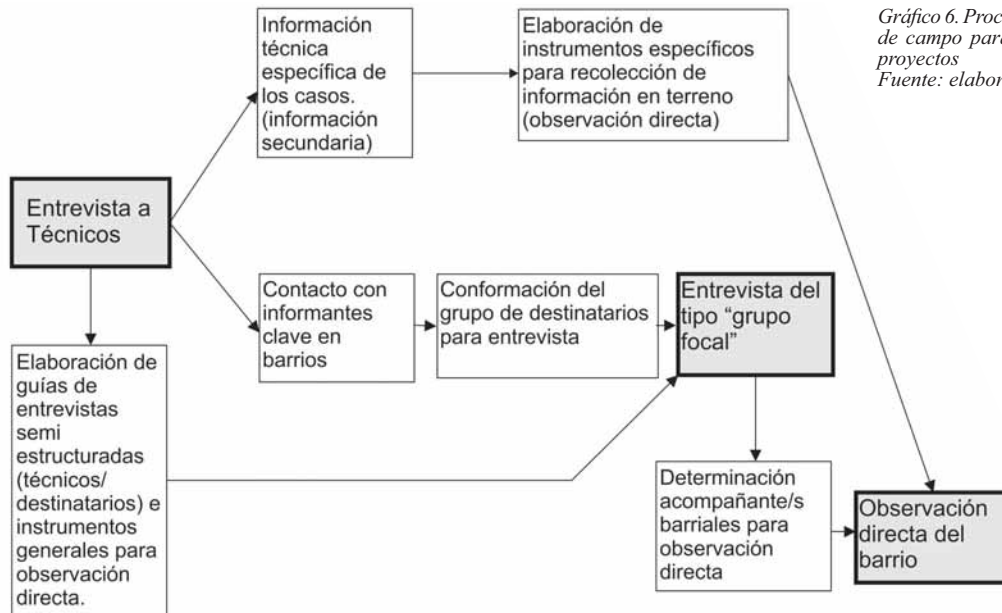 Información
técnica
específica de
los casos.
(información
secundaria)
Elaboración de
instrumentos específicos
para recolección de
información en terreno
(observación directa)
Gráfico 6. Proc
de campo para
proyectos
Fuente: elabor
Entrevista a
Técnicos
Contacto con
informantes
clave en
barrios
Conformación del
grupo de destinatarios
para entrevista
Entrevista del
tipo “grupo
focal”
Elaboración de
guías de
entrevistas
semi
estructuradas
(técnicos/
destinatarios) e
instrumentos
generales para
observación
directa.
Determinación
acompañante/s
barriales para
observación
directa
Observación
directa del
barrio